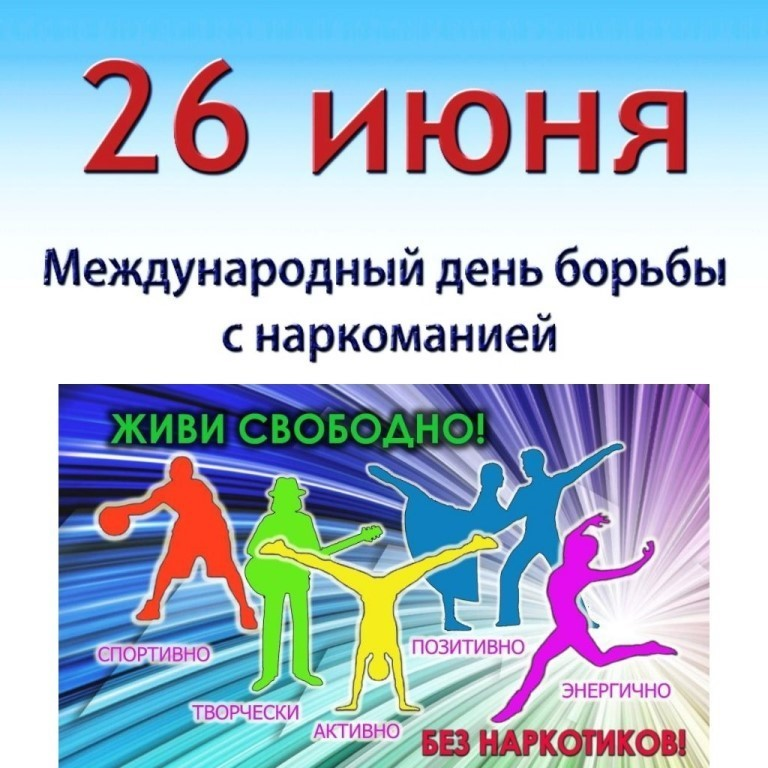 26 июня
Международный день борьбы
с наркоманией
ЖИВИ СВОБОДНО!
СПОРТИВНО
ТВОРЧЕСКИ
АКТИВНО
ПОЗИТИВНО
ЭНЕРГИЧНО
БЕЗ НАРКОТИКОВ!